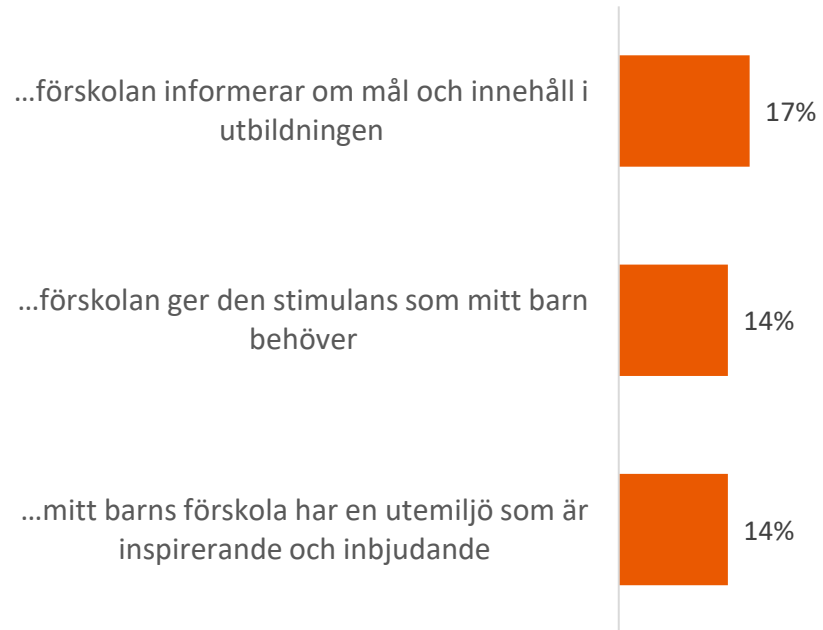 ...förskolan informerar om mål och innehåll i
utbildningen
17%
...förskolan ger den stimulans som mitt barn
behöver
14%
...mitt barns förskola har en utemiljö som är
inspirerande och inbjudande
14%